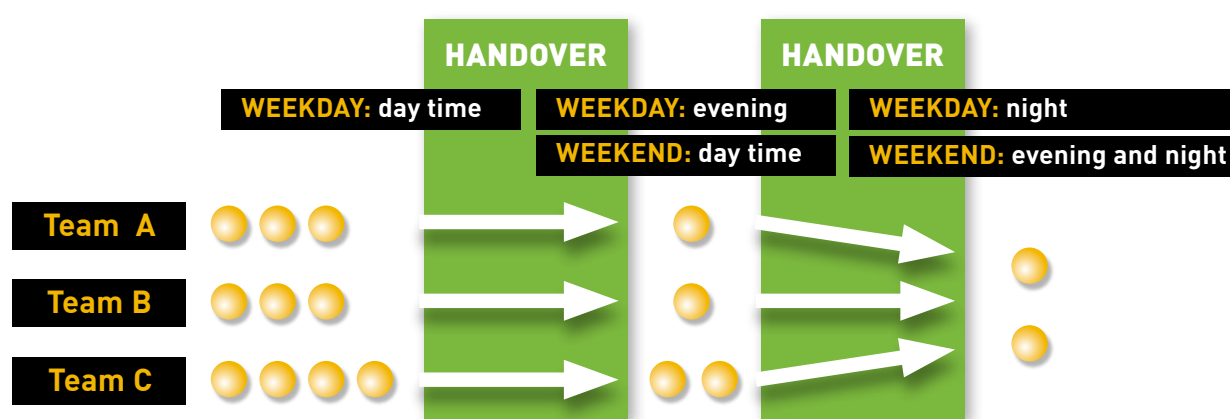 HANDOVER HANDOVER
WEEKDAY: day time WEEKDAY: evening WEEKDAY: night
WEEKEND: day time WEEKEND: evening and night
Team A
Team B
Team C